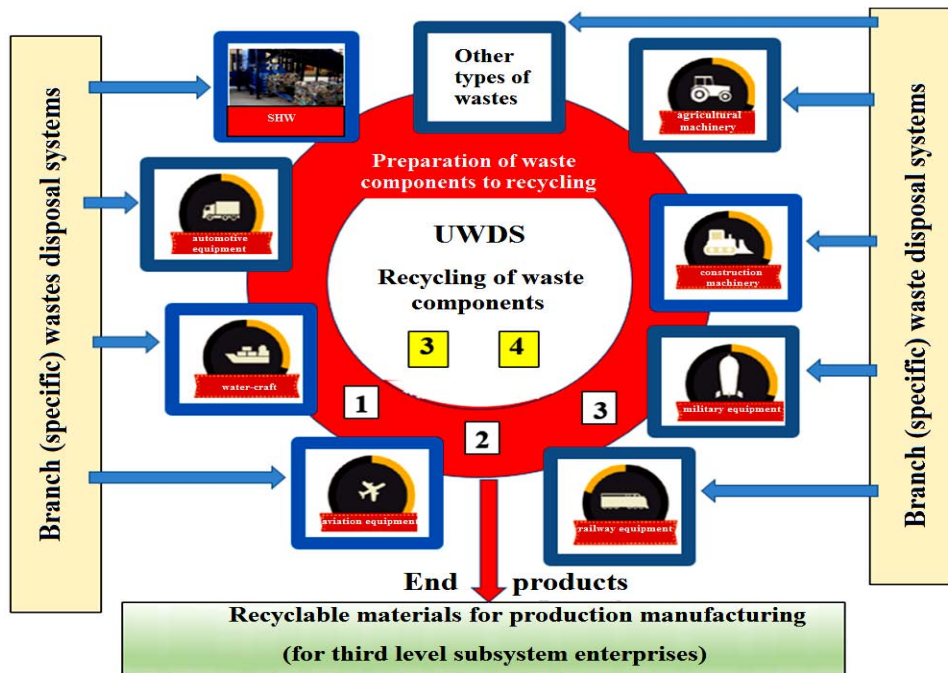 Branch (specific) wastes disposal systems
SHW
Other
types of
wastes
agricultural
machinery
Preparation of waste
components to recycling
automotive
equipment
UWDS
construction
machinery
Recycling of waste
components
3
4
water-craft
military equipment
1
2
3
aviation equipment
railway equipment
Branch (specific) waste disposal systems
End products
Recyclable materials for production manufacturing
(for third level subsystem enterprises)